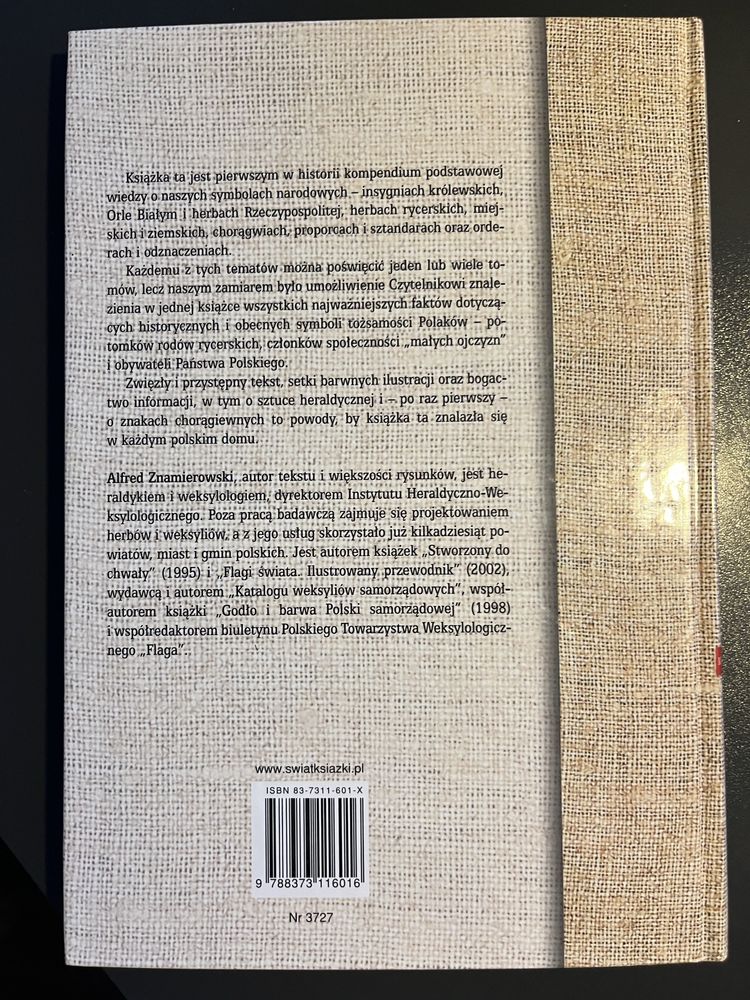 Książka ta jest pierwszym w historii kompendium podstawowej
wiedzy o naszych symbolach narodowych – insygniach królewskich,
Orle Białym i herbach Rzeczypospolitej, herbach rycerskich, miej-
skich i ziemskich, chorągwiach, proporcach i sztandarach oraz orde-
rach i odznaczeniach.
Każdemu z tych tematów można poświęcić jeden lub wiele to-
mów, lecz naszym zamiarem było umożliwienie Czytelnikowi znale-
zienia w jednej książce wszystkich najważniejszych faktów dotyczą-
cych historycznych i obecnych symboli tożsamości Polaków – po-
tomków rodów rycerskich, członków społeczności „małych ojczyzn”
i obywateli Państwa Polskiego.
Zwięzły i przystępny tekst, setki barwnych ilustracji oraz bogac-
two informacji, w tym o sztuce heraldycznej i – po raz pierwszy –
o znakach chorągiewnych to powody, by książka ta znalazła się
w każdym polskim domu.
Alfred Znamierowski, autor tekstu i większości rysunków, jest he-
raldykiem i weksylologiem, dyrektorem Instytutu Heraldyczno-We-
ksylologicznego. Poza pracą badawczą zajmuje się projektowaniem
herbów i weksyliów, a z jego usług skorzystało już kilkadziesiąt po-
wiatów, miast i gmin polskich. Jest autorem książek „Stworzony do
chwały” (1995) i „Flagi świata. Ilustrowany przewodnik” (2002),
wydawcą i autorem „Katalogu weksyliów samorządowych”, współ-
autorem książki „Godło i barwa Polski samorządowej” (1998)
i współredaktorem biuletynu Polskiego Towarzystwa Weksylologicz-
nego „Flaga”.
www.swiatksiazki.pl
ISBN 83-7311-601-X
9 788373 116016
Nr 3727